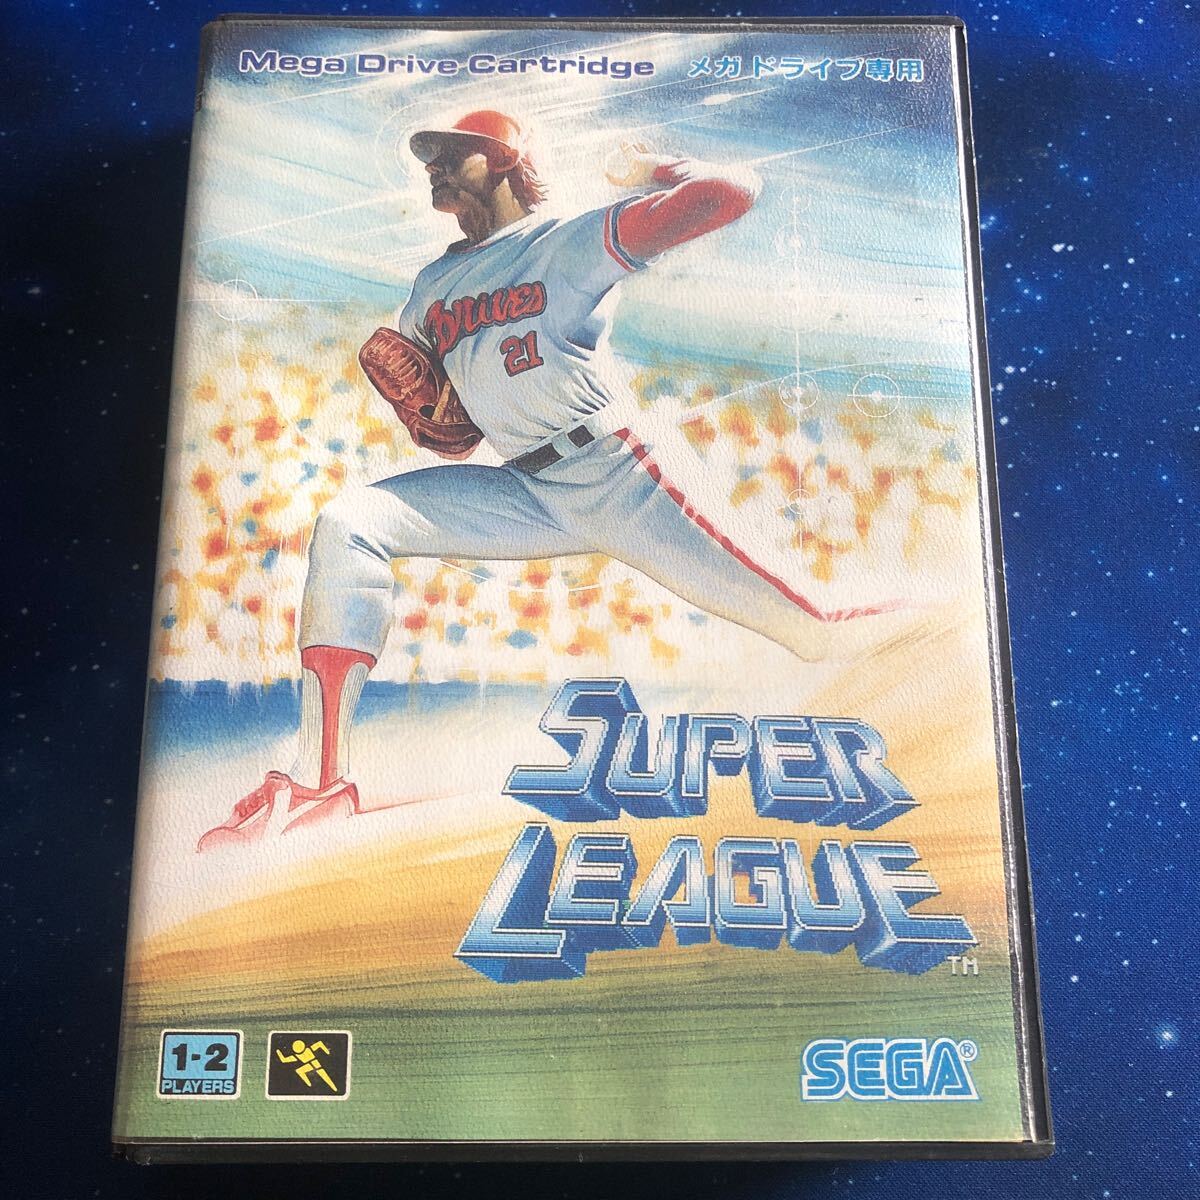 Mega Drive Cartridge メガドライブ専用
Drives
21
SUPER
LEAGUE
TM
1-2
PLAYERS
SEGA®